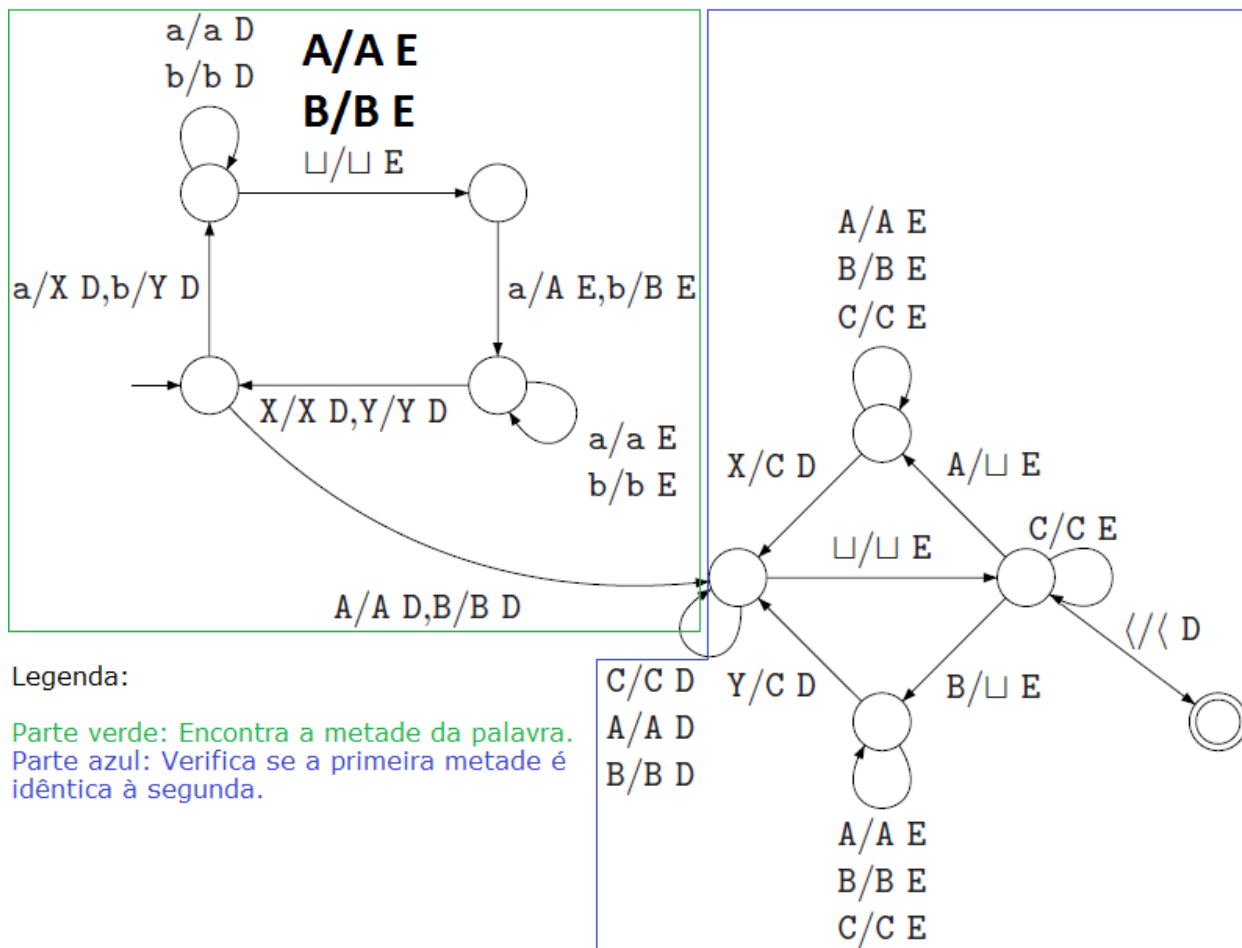 a/a D
b/b D
A/A E
B/B E
⊔/⊔ E
a/X D,b/Y D
a/A E,b/B E
X/X D,Y/Y D
a/a E
b/b E
A/A D,B/B D
A/A E
B/B E
C/C E
X/C D
A/⊔ E
⊔/⊔ E
C/C E
⟨/⟨ D
Y/C D
B/⊔ E
C/C D
A/A D
B/B D
A/A E
B/B E
C/C E
Legenda:
Parte verde: Encontra a metade da palavra.
Parte azul: Verifica se a primeira metade é
idêntica à segunda.